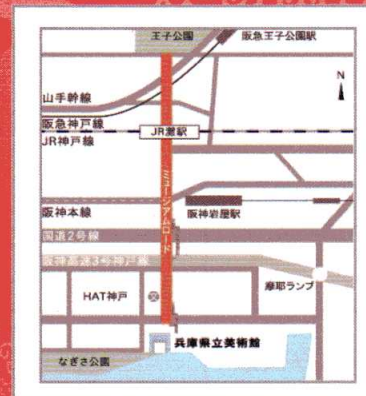 王子公園
阪急王子公園駅
N
山手幹線
阪急神戸線
JR灘駅
JR神戸線
ミュージアムロード
阪神本線
阪神岩屋駅
国道2号線
阪神高速3号神戸線
摩耶ランプ
HAT神戸
兵庫県立美術館
なぎさ公園